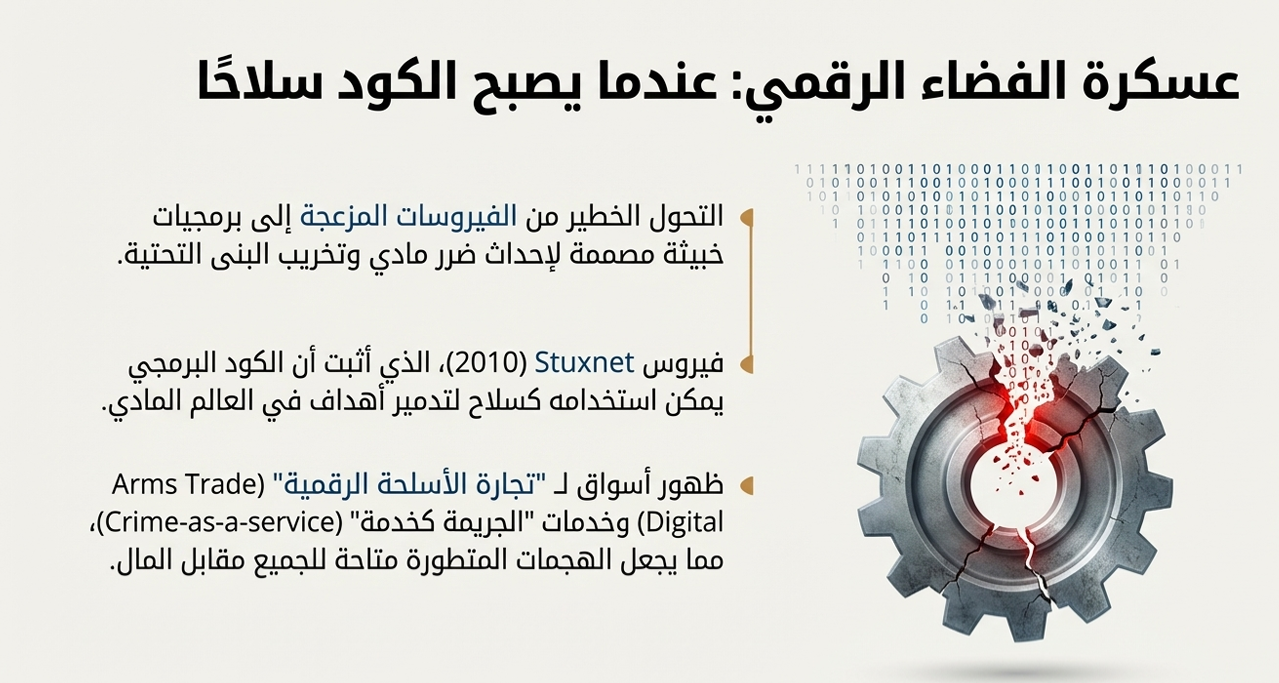 عسكرة الفضاء الرقمي: عندما يصبح الكود سلاحًا
التحول الخطير من الفيروسات المزعجة إلى برمجيات
خبيثة مصممة لإحداث ضرر مادي وتخريب البنى التحتية.
فيروس Stuxnet (2010)، الذي أثبت أن الكود البرمجي
يمكن استخدامه كسلاح لتدمير أهداف في العالم المادي.
ظهور أسواق لـ "تجارة الأسلحة الرقمية" (Arms Trade
Digital) وخدمات "الجريمة كخدمة" (Crime-as-a-service)،
مما يجعل الهجمات المتطورة متاحة للجميع مقابل المال.